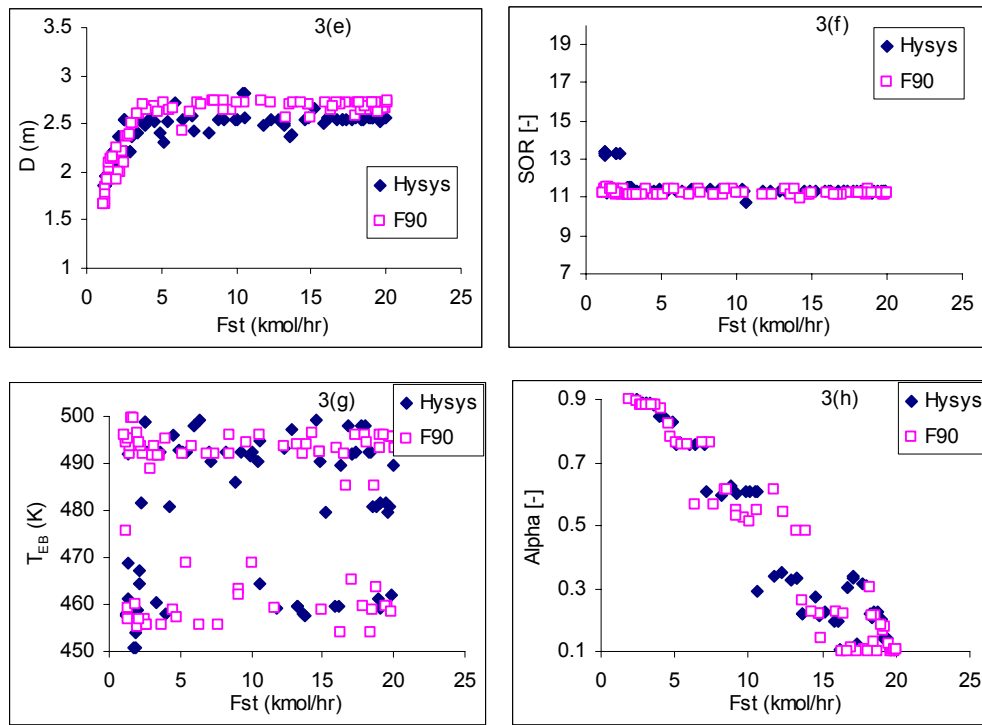 3(e)
3.5
3
2.5
2
1.5
1
D (m)
Hysys
F90
0 5 10 15 20 25
Fst (kmol/hr)
3(f)
19
17
15
13
11
9
7
SOR [-]
Hysys
F90
0 5 10 15 20 25
Fst (kmol/hr)
3(g)
500
490
480
470
460
450
T_EB (K)
Hysys
F90
0 5 10 15 20 25
Fst (kmol/hr)
3(h)
0.9
0.7
0.5
0.3
0.1
Alpha [-]
Hysys
F90
0 5 10 15 20 25
Fst (kmol/hr)